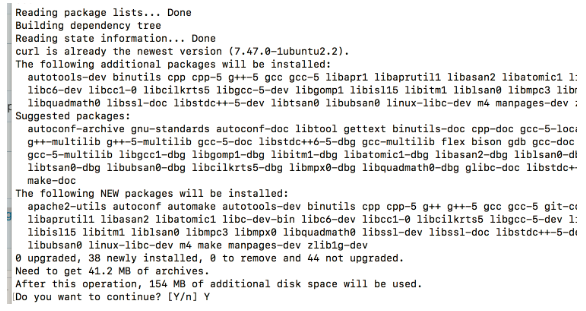 Reading package lists... Done
Building dependency tree
Reading state information... Done
curl is already the newest version (7.47.0-1ubuntu2.2).
The following additional packages will be installed:
autotools-dev binutils cpp cpp-5 g++-5 gcc gcc-5 libapr1 libaprutil1 libasan2 libatomic1
libc6-dev libcc1-0 libcilkrts5 libgcc-5-dev libgomp1 libisl15 libitm1 liblsan0 libmpc3
libquadmath0 libssl-doc libstdc++-5-dev libtsan0 libubsan0 linux-libc-dev m4 manpages-dev
Suggested packages:
autoconf-archive gnu-standards autoconf-doc libtool gettext binutils-doc cpp-doc gcc-5-loca
g++-multilib g++-5-multilib gcc-5-doc libstdc++6-5-dbg gcc-multilib flex bison gdb gcc-doc
gcc-5-multilib libgcc1-dbg libgomp1-dbg libitm1-dbg libatomic1-dbg libasan2-dbg
libtsan0-dbg libubsan0-dbg libcilkrts5-dbg libmpx0-dbg libquadmath0-dbg glibc-doc libstdc+
make-doc
The following NEW packages will be installed:
apache2-utils autoconf automake autotools-dev binutils cpp cpp-5 g++ g++-5 gcc gcc-5 git-co
libaprutil1 libasan2 libatomic1 libc-dev-bin libc6-dev libcc1-0 libcilkrts5 libgcc-5-dev
libisl15 libitm1 liblsan0 libmpc3 libmpx0 libquadmath0 libssl-dev libssl-doc libstdc++-5-d
libubsan0 linux-libc-dev m4 make manpages-dev zlib1g-dev
0 upgraded, 38 newly installed, 0 to remove and 44 not upgraded.
Need to get 41.2 MB of archives.
After this operation, 154 MB of additional disk space will be used.
Do you want to continue? [Y/n] Y